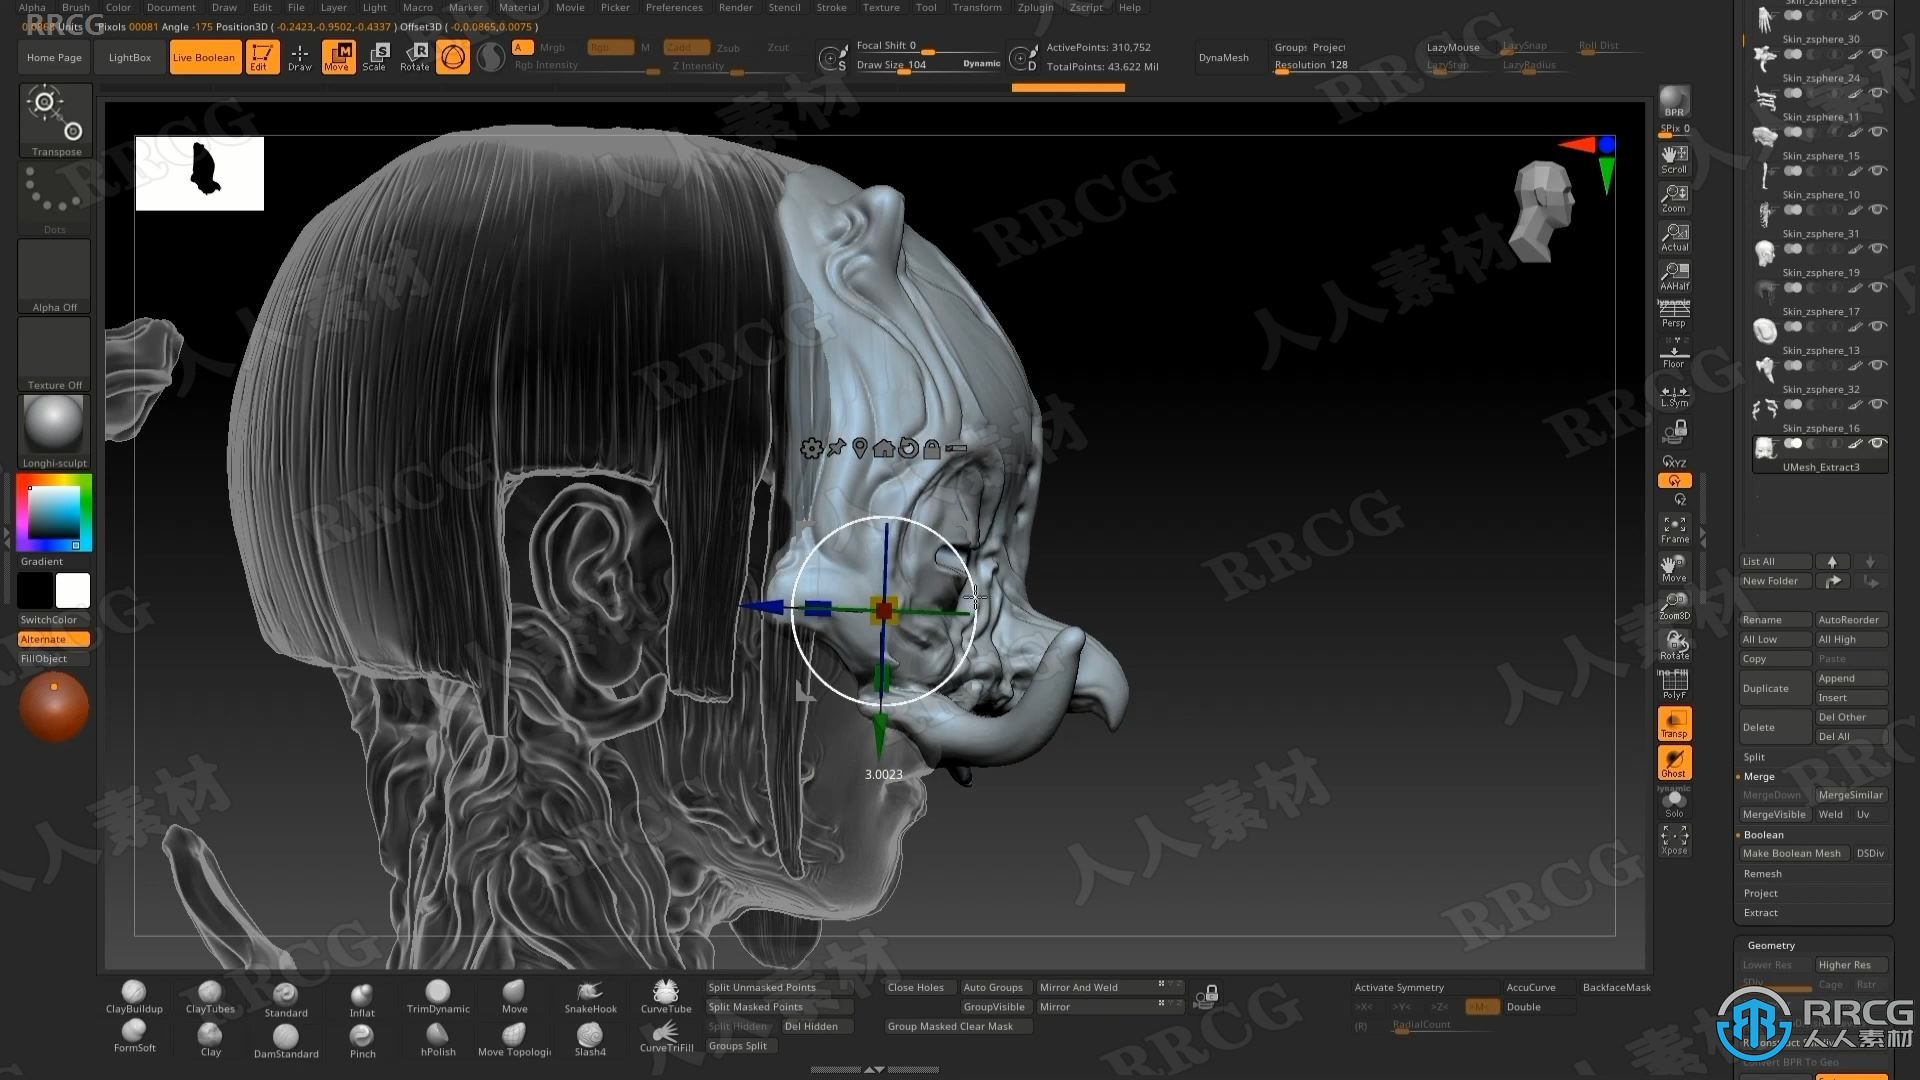 Alpha Brush Color Document Draw Edit File Layer Light Macro Marker Material Movie Picker Preferences Render Stencil Stroke Texture Tool Transform Zplugin Zscript Help
Pixols 00081 Angle -175 Position3D ( -0.2423,-0.9502,-0.4337 ) Offset3D ( -0,0.0865,0.0075 )
RRCG
Home Page
LightBox
Live Boolean
Edit
Draw
Move
Scale
Rotate
A
Mrgb
Rgb
M
Zadd
Zsub
Zcut
Rgb Intensity
Z Intensity
Focal Shift 0
Draw Size 104
Dynamic
ActivePoints: 310,752
TotalPoints: 43.622 Mil
DynaMesh
Groups Project
Resolution 128
LazyMouse
LazySnap
Roll Dist
LazyStep
LazyRadius
Transpose
Dots
Alpha Off
Texture Off
Longhi-sculpt
Gradient
SwitchColor
Alternate
FillObject
3.0023
BPR
SPix 0
Scroll
Zoom
Actual
AAHalf
Dynamic
Persp
Floor
L.Sym
XYZ
Frame
Move
Zoom3D
Rotate
PolyF
Transp
Ghost
Dynamic
Solo
Xpose
Skin_zsphere_5
Skin_zsphere_30
Skin_zsphere_24
Skin_zsphere_11
Skin_zsphere_15
Skin_zsphere_10
Skin_zsphere_31
Skin_zsphere_19
Skin_zsphere_17
Skin_zsphere_13
Skin_zsphere_32
Skin_zsphere_16
UMesh_Extract3
List All
New Folder
Rename AutoReorder
All Low All High
Copy Paste
Duplicate Append
Insert
Delete Del Other
Del All
Split
Merge
MergeDown MergeSimilar
MergeVisible Weld Uv
Boolean
Make Boolean Mesh DSDiv
Remesh
Project
Extract
Geometry
Lower Res Higher Res
SDiv Cage Rstr
Convert BPR To Geo
ClayBuildup ClayTubes Standard Inflat TrimDynamic Move SnakeHook CurveTube
FormSoft Clay DamStandard Pinch hPolish Move Topologi Slash4 CurveTriFill
Split Unmasked Points
Split Masked Points
Split Hidden Del Hidden
Groups Split
Close Holes Auto Groups Mirror And Weld
GroupVisible Mirror
Group Masked Clear Mask
Activate Symmetry
>X< >Y< >Z< >M<
(R) RadialCount
AccuCurve
Double
BackfaceMask
RRCG
人人素材